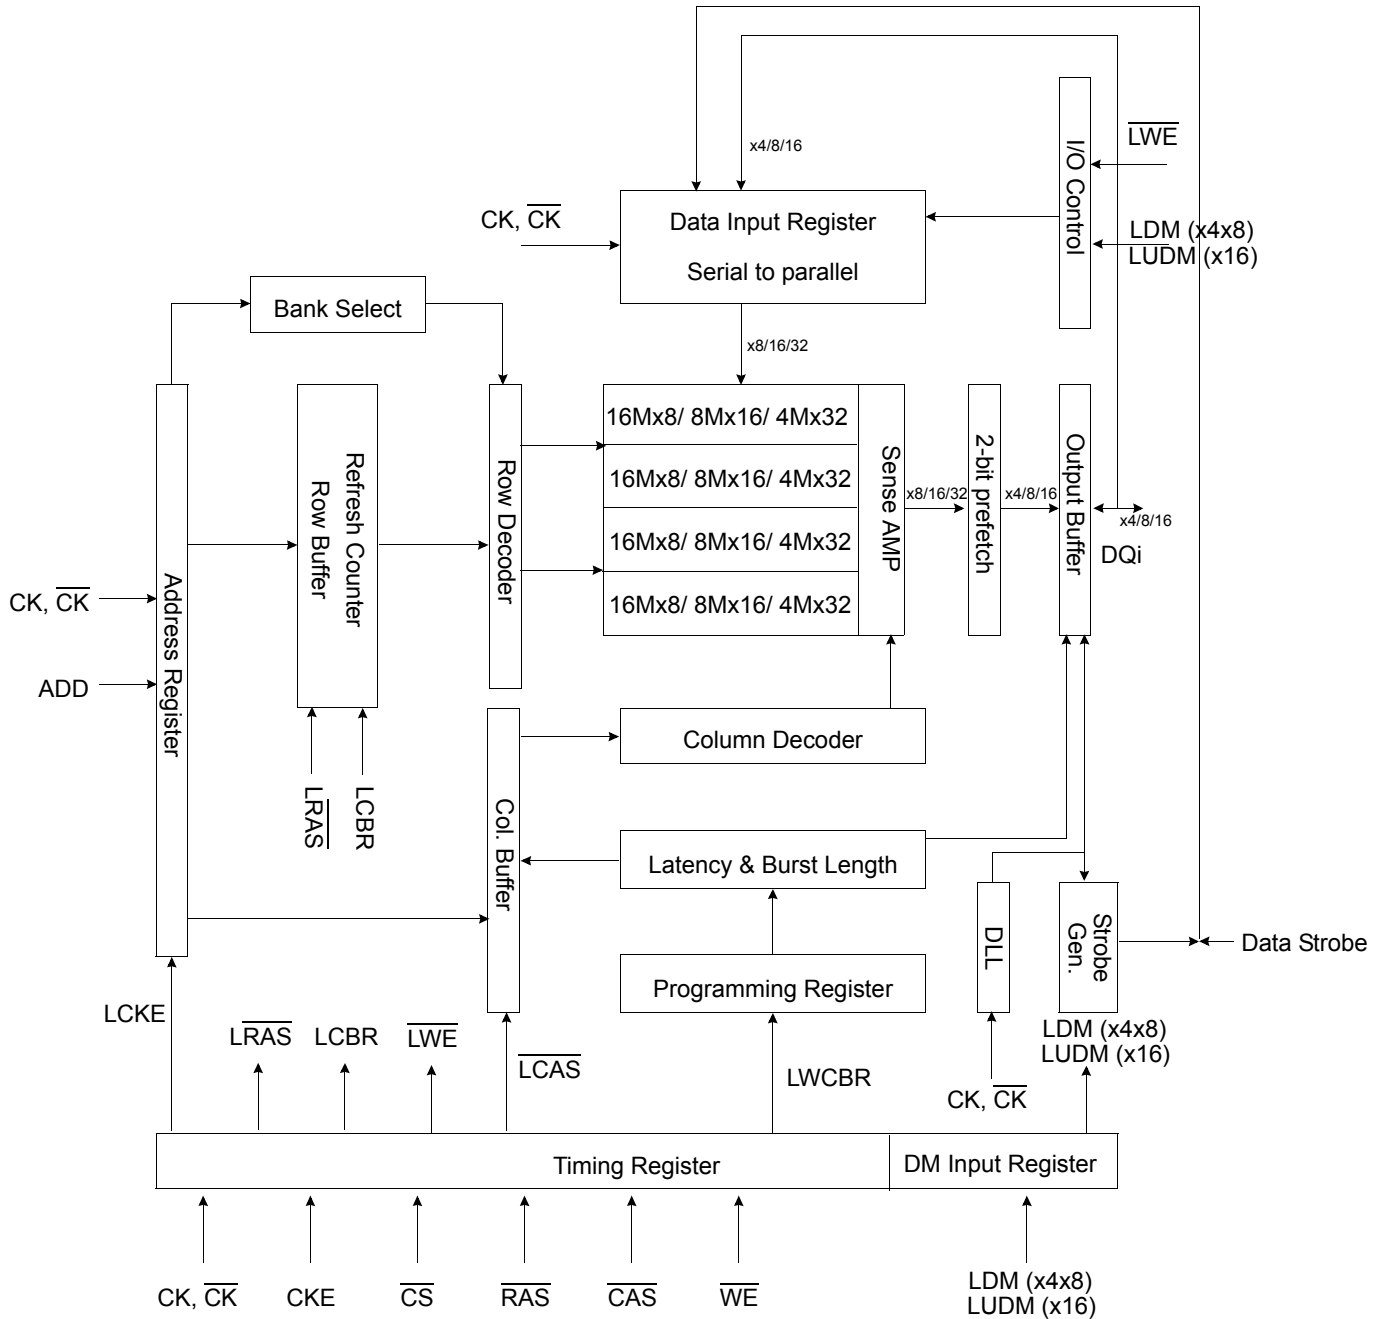 x4/8/16
I/O Control
LWE
LDM (x4x8)
LUDM (x16)
CK, CK
Data Input Register
Serial to parallel
x8/16/32
Bank Select
Address Register
Refresh Counter
Row Buffer
Row Decoder
16Mx8/ 8Mx16/ 4Mx32
16Mx8/ 8Mx16/ 4Mx32
16Mx8/ 8Mx16/ 4Mx32
16Mx8/ 8Mx16/ 4Mx32
Sense AMP
x8/16/32
2-bit prefetch
x4/8/16
Output Buffer
x4/8/16
DQi
CK, CK
ADD
LRAS
LCBR
Col. Buffer
Column Decoder
Latency & Burst Length
Programming Register
DLL
Strobe
Gen.
Data Strobe
LCKE
LRAS
LCBR
LWE
LCAS
LWCBR
CK, CK
LDM (x4x8)
LUDM (x16)
Timing Register
DM Input Register
CK, CK
CKE
CS
RAS
CAS
WE
LDM (x4x8)
LUDM (x16)